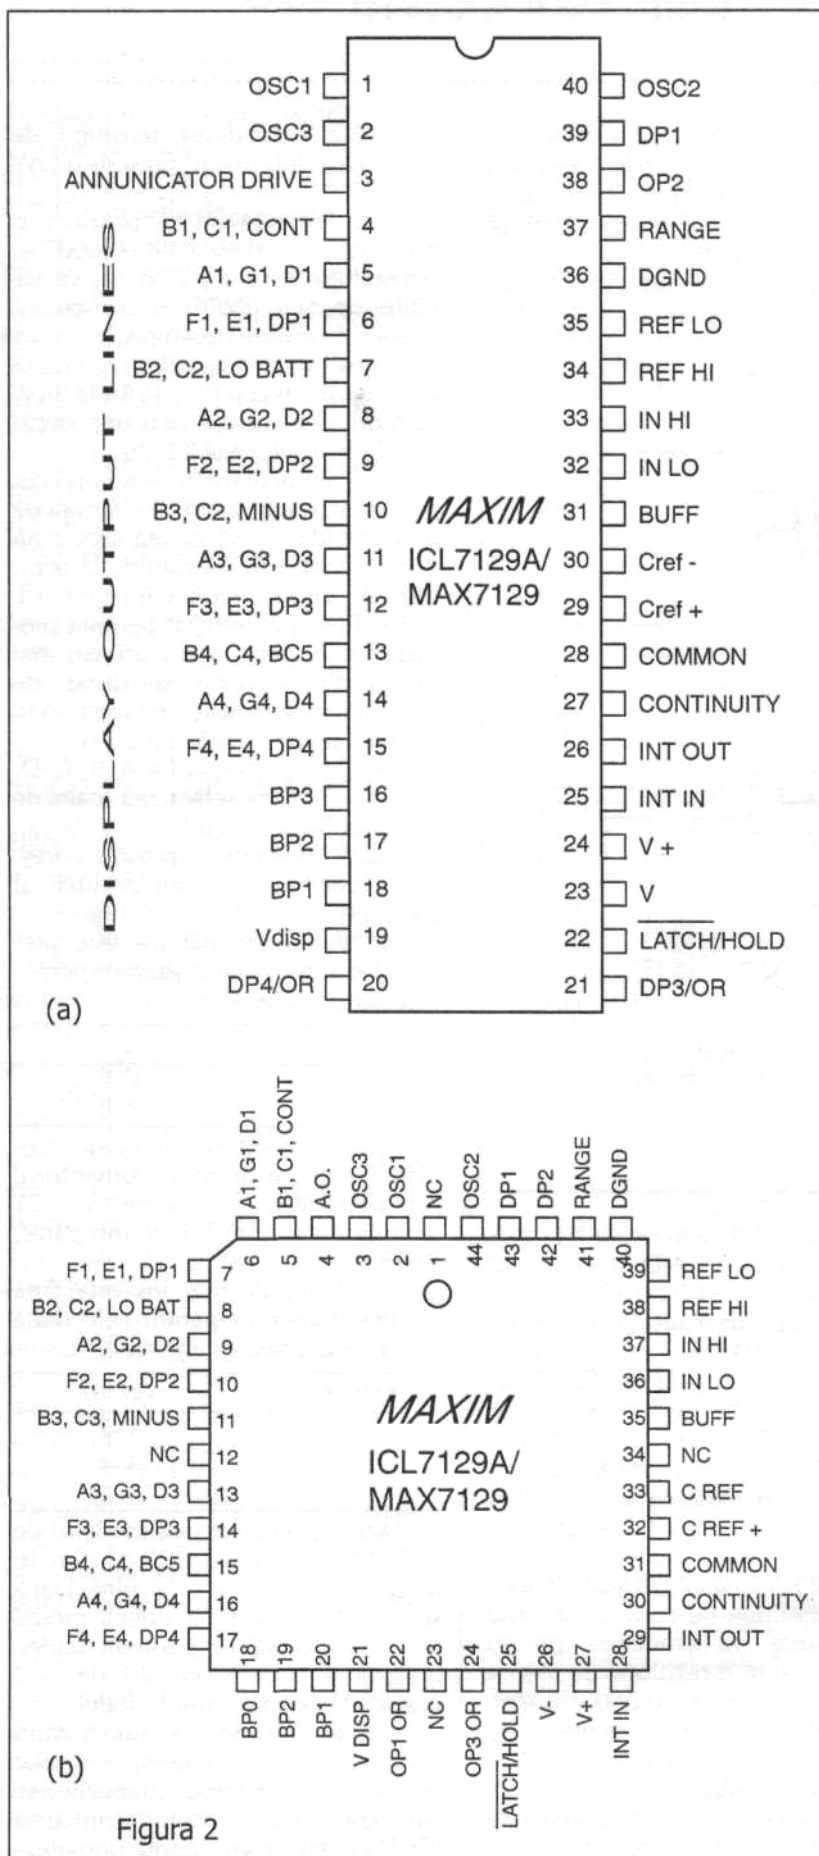 OSC1 1 40 OSC2
OSC3 2 39 DP1
ANNUNICATOR DRIVE 3 38 OP2
B1, C1, CONT 4 37 RANGE
A1, G1, D1 5 36 DGND
F1, E1, DP1 6 35 REF LO
B2, C2, LO BATT 7 34 REF HI
A2, G2, D2 8 33 IN HI
F2, E2, DP2 9 32 IN LO
B3, C2, MINUS 10 31 BUFF
A3, G3, D3 11 30 Cref -
F3, E3, DP3 12 29 Cref +
B4, C4, BC5 13 28 COMMON
A4, G4, D4 14 27 CONTINUITY
F4, E4, DP4 15 26 INT OUT
BP3 16 25 INT IN
BP2 17 24 V +
BP1 18 23 V
Vdisp 19 22 LATCH/HOLD
DP4/OR 20 21 DP3/OR
DISPLAY OUTPUT LINES
MAXIM
ICL7129A/
MAX7129
(a)
A1, G1, D1
B1, C1, CONT
A.O.
OSC3
OSC1
NC
OSC2
DP1
DP2
RANGE
DGND
6 5 4 3 2 1 44 43 42 41 40
F1, E1, DP1 7 39 REF LO
B2, C2, LO BAT 8 38 REF HI
A2, G2, D2 9 37 IN HI
F2, E2, DP2 10 36 IN LO
B3, C3, MINUS 11 35 BUFF
NC 12 34 NC
A3, G3, D3 13 33 C REF
F3, E3, DP3 14 32 C REF +
B4, C4, BC5 15 31 COMMON
A4, G4, D4 16 30 CONTINUITY
F4, E4, DP4 17 29 INT OUT
MAXIM
ICL7129A/
MAX7129
18 19 20 21 22 23 24 25 26 27 28
BP0
BP2
BP1
V DISP
OP1 OR
NC
OP3 OR
LATCH/HOLD
V-
V+
INT IN
(b)
Figura 2